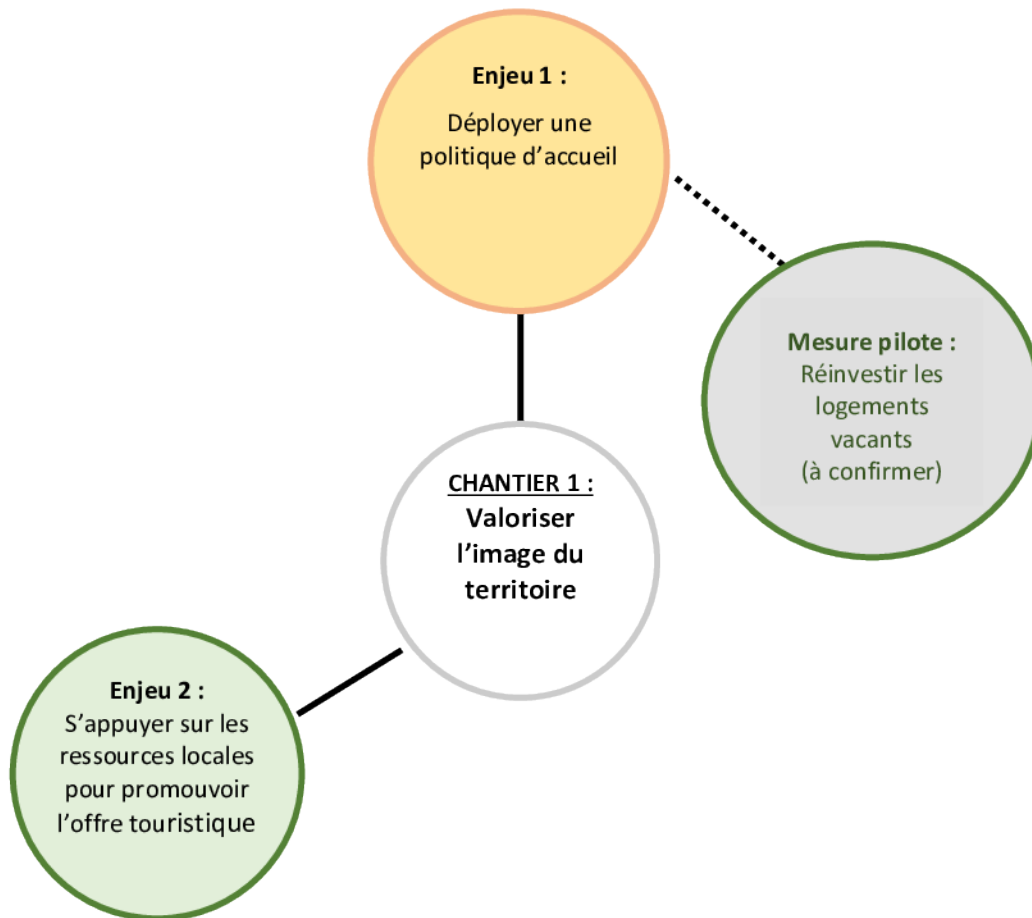 Enjeu 1 :
Déployer une
politique d’accueil
Mesure pilote :
Réinvestir les
logements
vacants
(à confirmer)
CHANTIER 1 :
Valoriser
l’image du
territoire
Enjeu 2 :
S’appuyer sur les
ressources locales
pour promouvoir
l’offre touristique